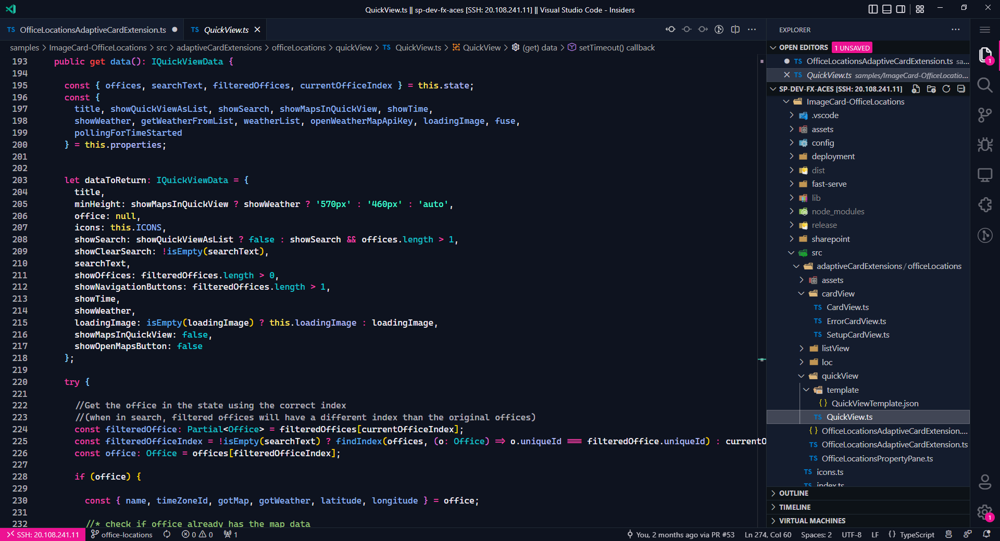 QuickView.ts || sp-dev-fx-aces [SSH: 20.108.241.11] || Visual Studio Code - Insiders
TS OfficeLocationsAdaptiveCardExtension.ts
TS QuickView.ts
samples > ImageCard-OfficeLocations > src > adaptiveCardExtensions > officeLocations > quickView > TS QuickView.ts > QuickView > (get) data > setTimeout() callback
193 public get data(): IQuickViewData {
194
195 const { offices, searchText, filteredOffices, currentOfficeIndex } = this.state;
196 const {
197 title, showQuickViewAsList, showSearch, showMapsInQuickView, showTime,
198 showWeather, getWeatherFromList, weatherList, openWeatherMapApiKey, loadingImage, fuse,
199 pollingForTimeStarted
200 } = this.properties;
201
202
203 let dataToReturn: IQuickViewData = {
204 title,
205 minHeight: showMapsInQuickView ? showWeather ? '570px' : '460px' : 'auto',
206 office: null,
207 icons: this.ICONS,
208 showSearch: showQuickViewAsList ? false : showSearch && offices.length > 1,
209 showClearSearch: !isEmpty(searchText),
210 searchText,
211 showOffices: filteredOffices.length > 0,
212 showNavigationButtons: filteredOffices.length > 1,
213 showTime,
214 showWeather,
215 loadingImage: isEmpty(loadingImage) ? this.loadingImage : loadingImage,
216 showMapsInQuickView: false,
217 showOpenMapsButton: false
218 };
219
220 try {
221
222 //Get the office in the state using the correct index
223 //(when in search, filtered offices will have a different index than the original offices)
224 const filteredOffice: Partial<Office> = filteredOffices[currentOfficeIndex];
225 const filteredOfficeIndex = !isEmpty(searchText) ? findIndex(offices, (o: Office) => o.uniqueId === filteredOffice.uniqueId) : currentO
226 const office: Office = offices[filteredOfficeIndex];
227
228 if (office) {
229
230 const { name, timeZoneId, gotMap, gotWeather, latitude, longitude } = office;
231
232 //* check if office already has the map data
EXPLORER
OPEN EDITORS 1 UNSAVED
TS OfficeLocationsAdaptiveCardExtension.ts sa...
TS QuickView.ts samples/ImageCard-OfficeLocatio...
SP-DEV-FX-ACES [SSH: 20.108.241.11]
ImageCard-OfficeLocations
.vscode
assets
config
deployment
dist
fast-serve
lib
node_modules
release
sharepoint
src
adaptiveCardExtensions / officeLocations
assets
cardView
TS CardView.ts
TS ErrorCardView.ts
TS SetupCardView.ts
listView
loc
quickView
template
{} QuickViewTemplate.json
TS QuickView.ts
{} OfficeLocationsAdaptiveCardExtension....
TS OfficeLocationsAdaptiveCardExtension.ts
TS OfficeLocationsPropertyPane.ts
TS icons.ts
TS index.ts
OUTLINE
TIMELINE
VIRTUAL MACHINES
1
1
SSH: 20.108.241.11 office-locations 0 0 1 You, 2 months ago via PR #53 Ln 274, Col 60 Spaces: 2 UTF-8 LF {} TypeScript